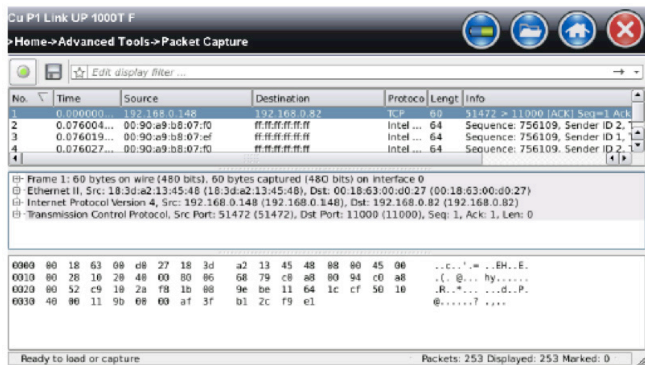 Cu P1 Link UP 1000T F
>Home->Advanced Tools->Packet Capture
Edit display filter ...
No. Time Source Destination Protoco Lengt Info
1 0.000000... 192.168.0.148 192.168.0.82 TCP 60 51472 > 11000 [ACK] Seq=1 Ack
2 0.076004... 00:90:a9:b8:07:f0 ff:ff:ff:ff:ff:ff Intel ... 64 Sequence: 756109, Sender ID 2, T
3 0.076019... 00:90:a9:b8:07:ef ff:ff:ff:ff:ff:ff Intel ... 64 Sequence: 756109, Sender ID 1, T
4 0.076027... 00:90:a9:b8:07:f0 ff:ff:ff:ff:ff:ff Intel ... 64 Sequence: 756109, Sender ID 2, T
Frame 1: 60 bytes on wire (480 bits), 60 bytes captured (480 bits) on interface 0
Ethernet II, Src: 18:3d:a2:13:45:48 (18:3d:a2:13:45:48), Dst: 00:18:63:00:d0:27 (00:18:63:00:d0:27)
Internet Protocol Version 4, Src: 192.168.0.148 (192.168.0.148), Dst: 192.168.0.82 (192.168.0.82)
Transmission Control Protocol, Src Port: 51472 (51472), Dst Port: 11000 (11000), Seq: 1, Ack: 1, Len: 0
0000 00 18 63 00 d0 27 18 3d a2 13 45 48 08 00 45 00 ..c..'.= ..EH..E.
0010 00 28 10 20 40 00 80 06 68 79 c0 a8 00 94 c0 a8 .(. @... hy......
0020 00 52 c9 10 2a f8 1b 08 9e be 11 64 1c cf 50 10 .R..*... ...d..P.
0030 40 00 11 9b 00 00 af 3f b1 2c f9 e1 @......? .,..
Ready to load or capture Packets: 253 Displayed: 253 Marked: 0